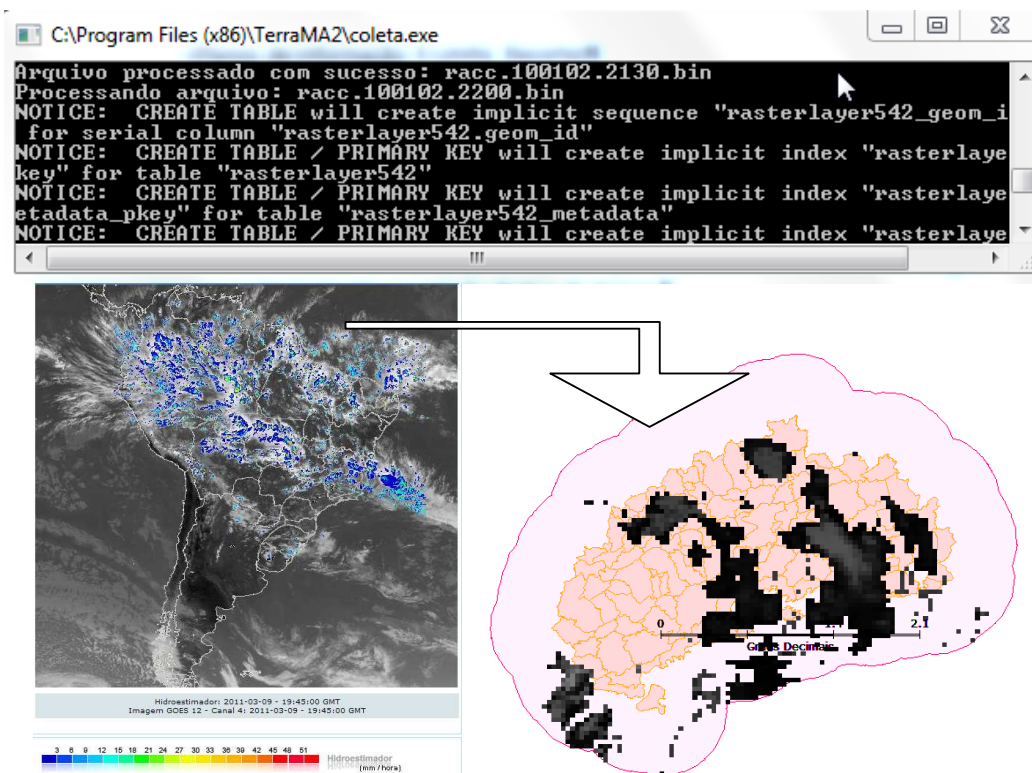 C:\Program Files (x86)\TerraMA2\coleta.exe
Arquivo processado com sucesso: racc.100102.2130.bin
Processando arquivo: racc.100102.2200.bin
NOTICE:  CREATE TABLE will create implicit sequence "rasterlayer542_geom_i
 for serial column "rasterlayer542.geom_id"
NOTICE:  CREATE TABLE / PRIMARY KEY will create implicit index "rasterlaye
key" for table "rasterlayer542"
NOTICE:  CREATE TABLE / PRIMARY KEY will create implicit index "rasterlaye
etadata_pkey" for table "rasterlayer542_metadata"
NOTICE:  CREATE TABLE / PRIMARY KEY will create implicit index "rasterlaye
0 2.1
Decimais
Hidroestimador: 2011-03-09 - 19:45:00 GMT
Imagem GOES 12 - Canal 4: 2011-03-09 - 19:45:00 GMT
3 6 9 12 15 18 21 24 27 30 33 36 39 42 45 48 51
Hidroestimador
(mm/hora)